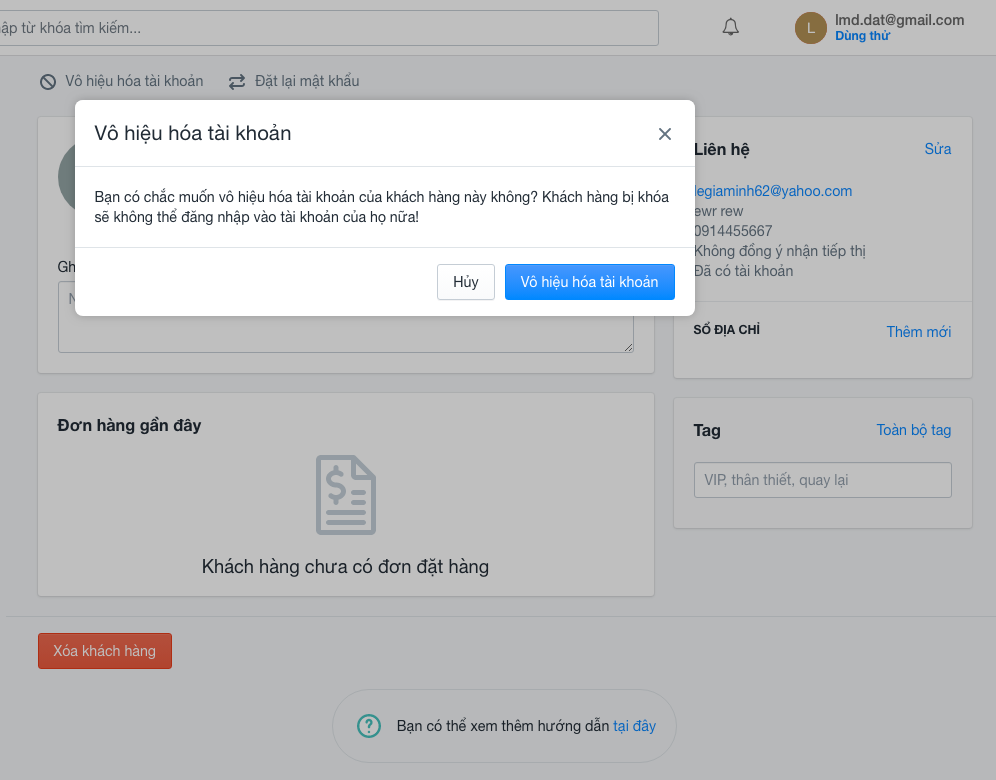 từ khóa tìm kiếm...
L
lmd.dat@gmail.com
Dùng thử
Vô hiệu hóa tài khoản
Đặt lại mật khẩu
Vô hiệu hóa tài khoản
Bạn có chắc muốn vô hiệu hóa tài khoản của khách hàng này không? Khách hàng bị khóa
sẽ không thể đăng nhập vào tài khoản của họ nữa!
Hủy
Vô hiệu hóa tài khoản
Liên hệ
Sửa
legiaminh62@yahoo.com
ewr rew
0914455667
Không đồng ý nhận tiếp thị
Đã có tài khoản
SỔ ĐỊA CHỈ
Thêm mới
Đơn hàng gần đây
Khách hàng chưa có đơn đặt hàng
Tag
Toàn bộ tag
VIP, thân thiết, quay lại
Xóa khách hàng
Bạn có thể xem thêm hướng dẫn tại đây